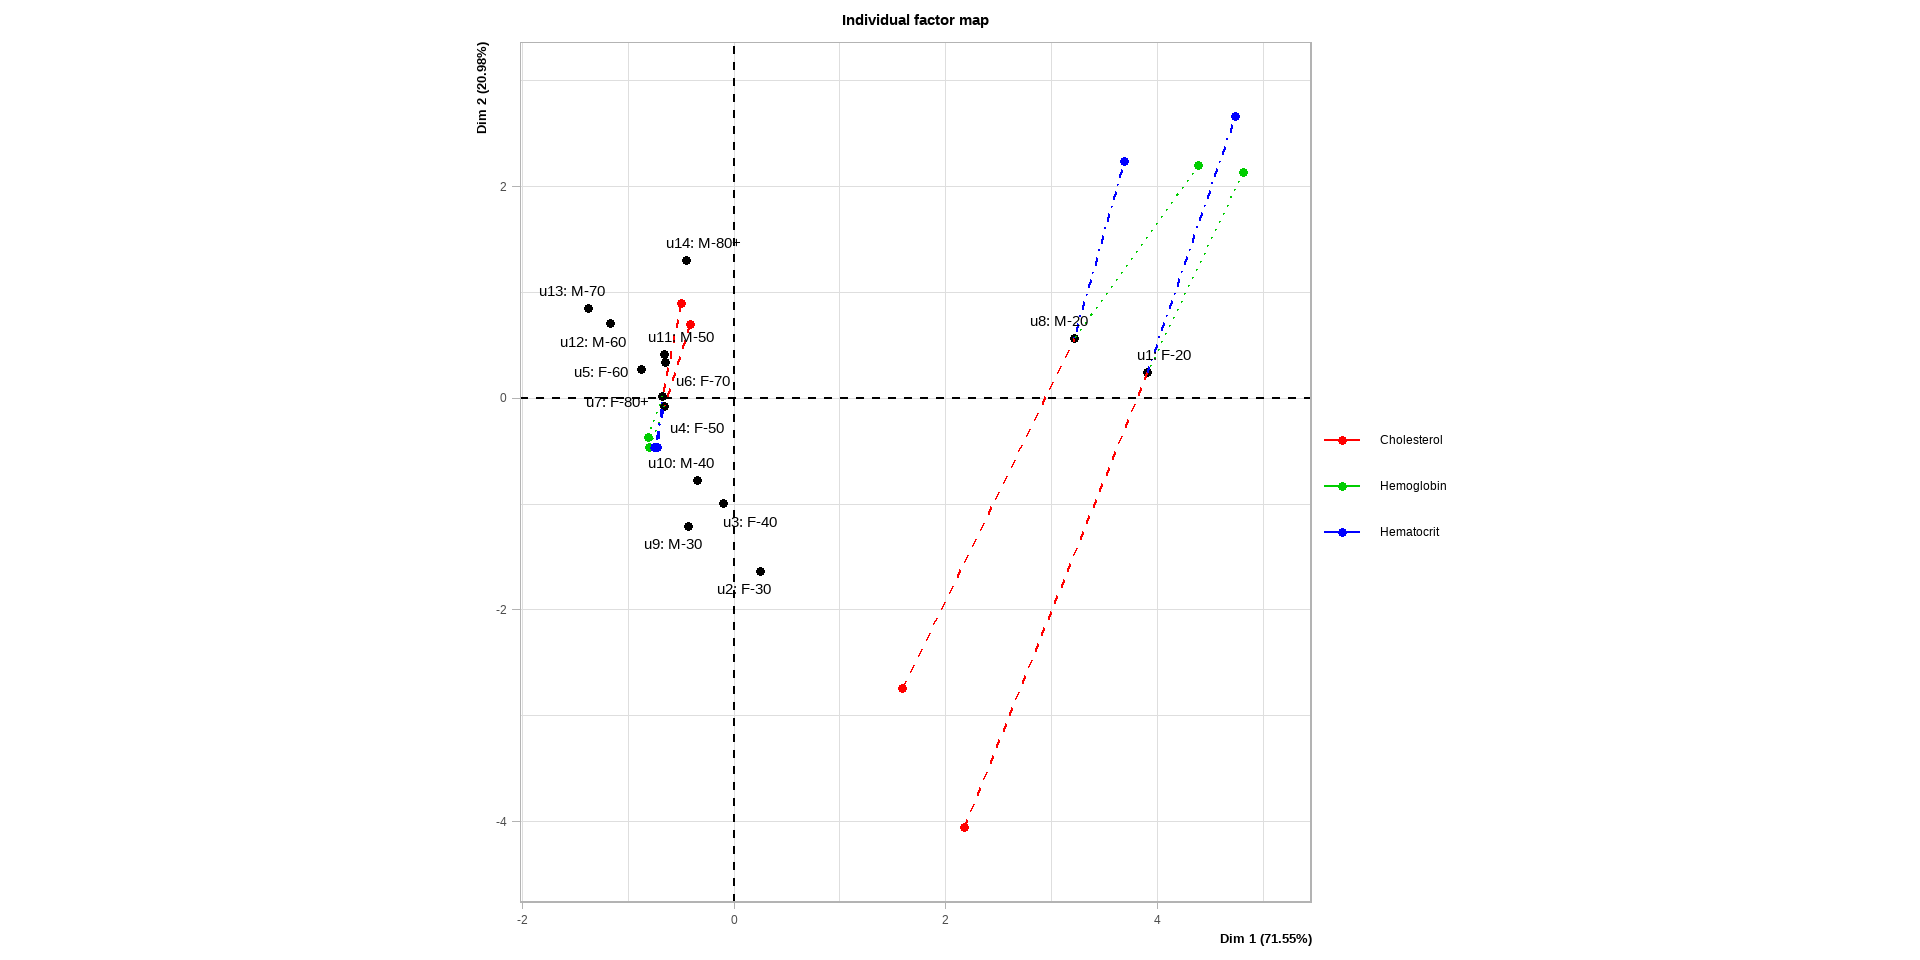 Individual factor map
Dim 2 (20.98%)
2
0
-2
-4
u14: M-80+
u13: M-70
u12: M-60
u11: M-50
u5: F-60
u6: F-70
u7: F-80+
u4: F-50
u10: M-40
u3: F-40
u9: M-30
u2: F-30
u8: M-20
u1: F-20
Cholesterol
Hemoglobin
Hematocrit
-2
0
2
4
Dim 1 (71.55%)